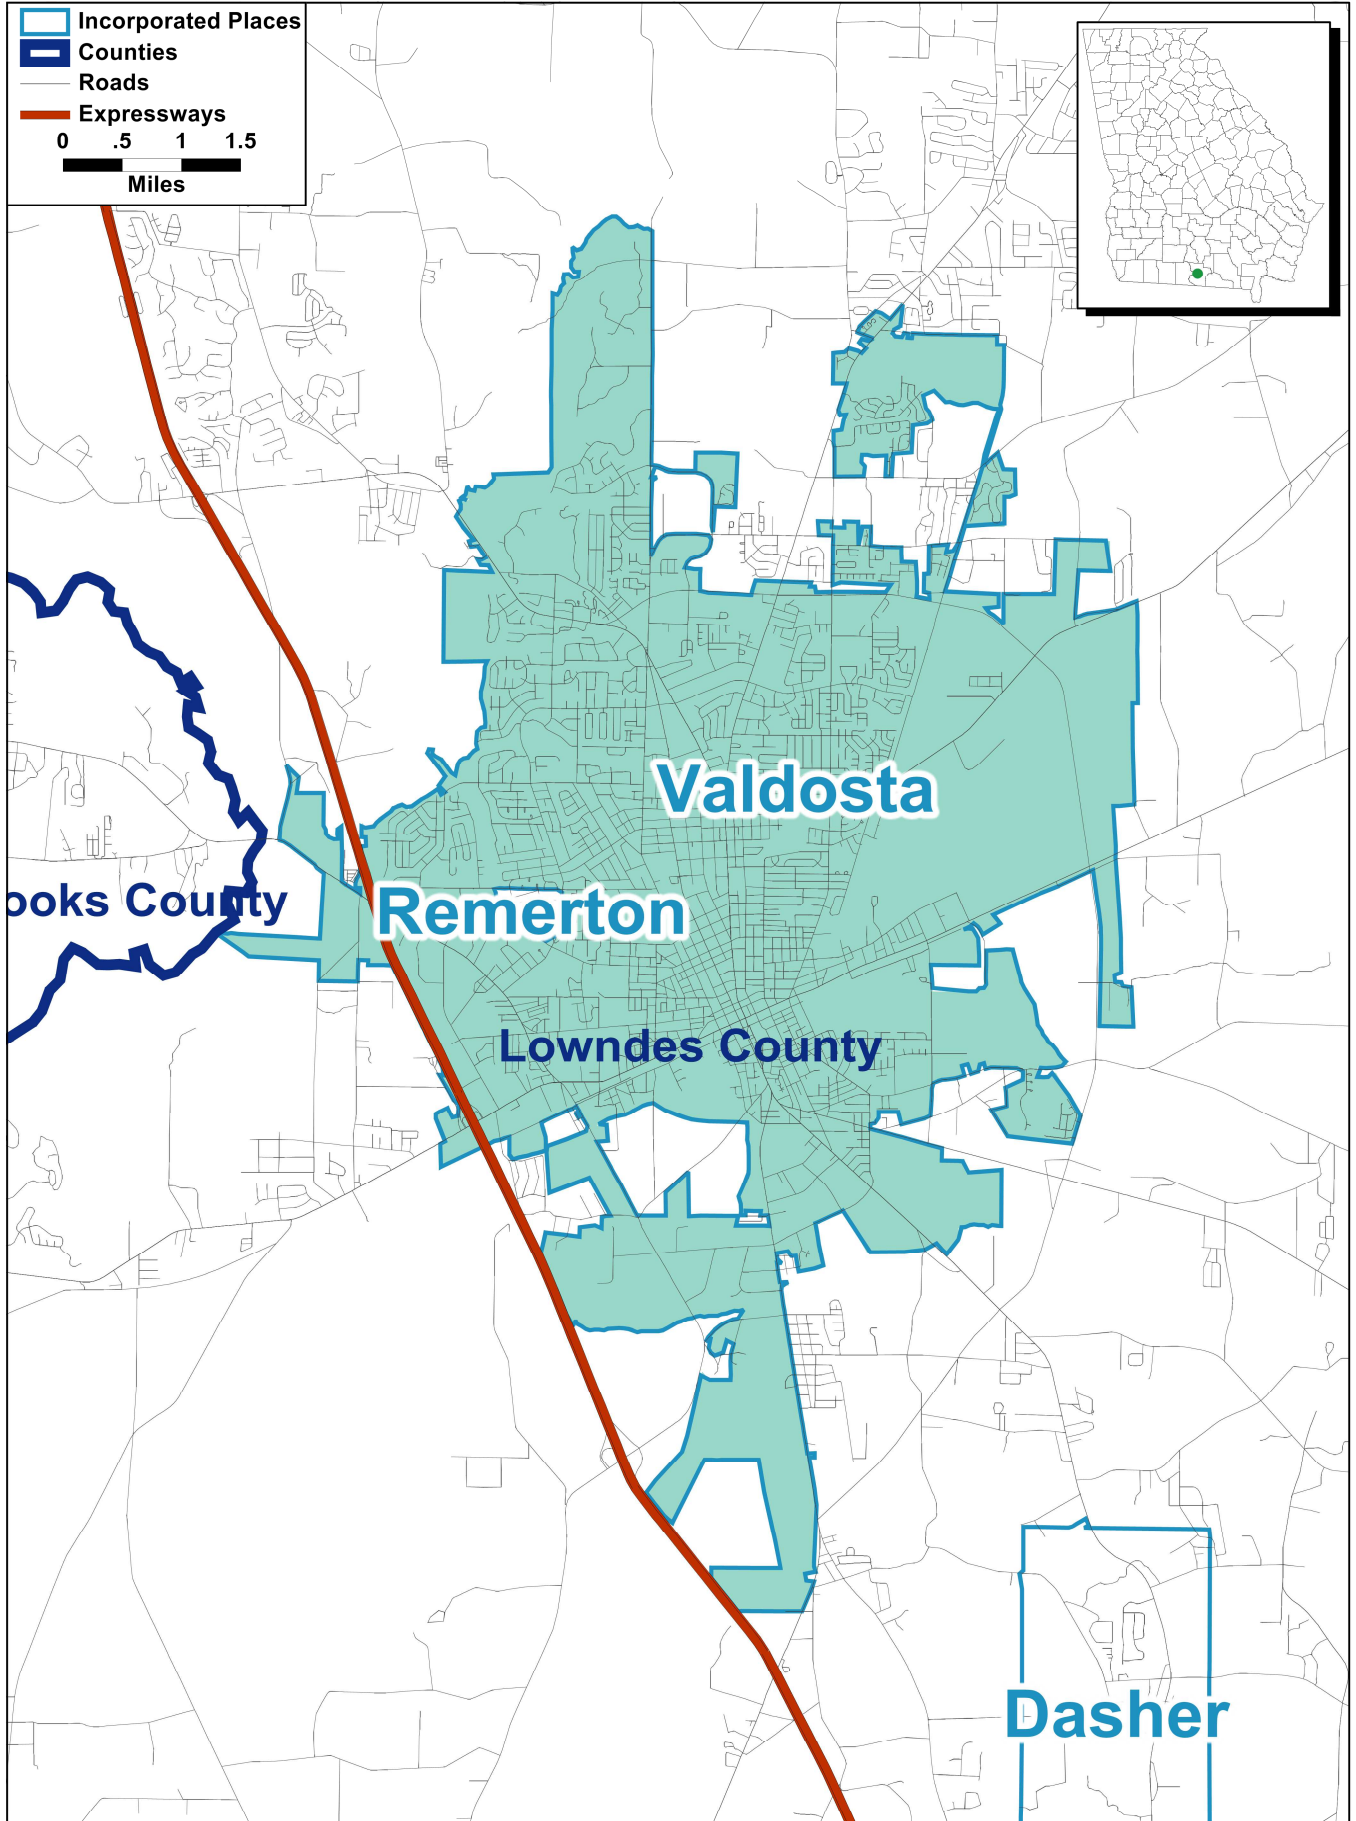 Incorporated Places
Counties
Roads
Expressways
0 .5 1 1.5
Miles
Valdosta
ooks County
Remerton
Lowndes County
Dasher